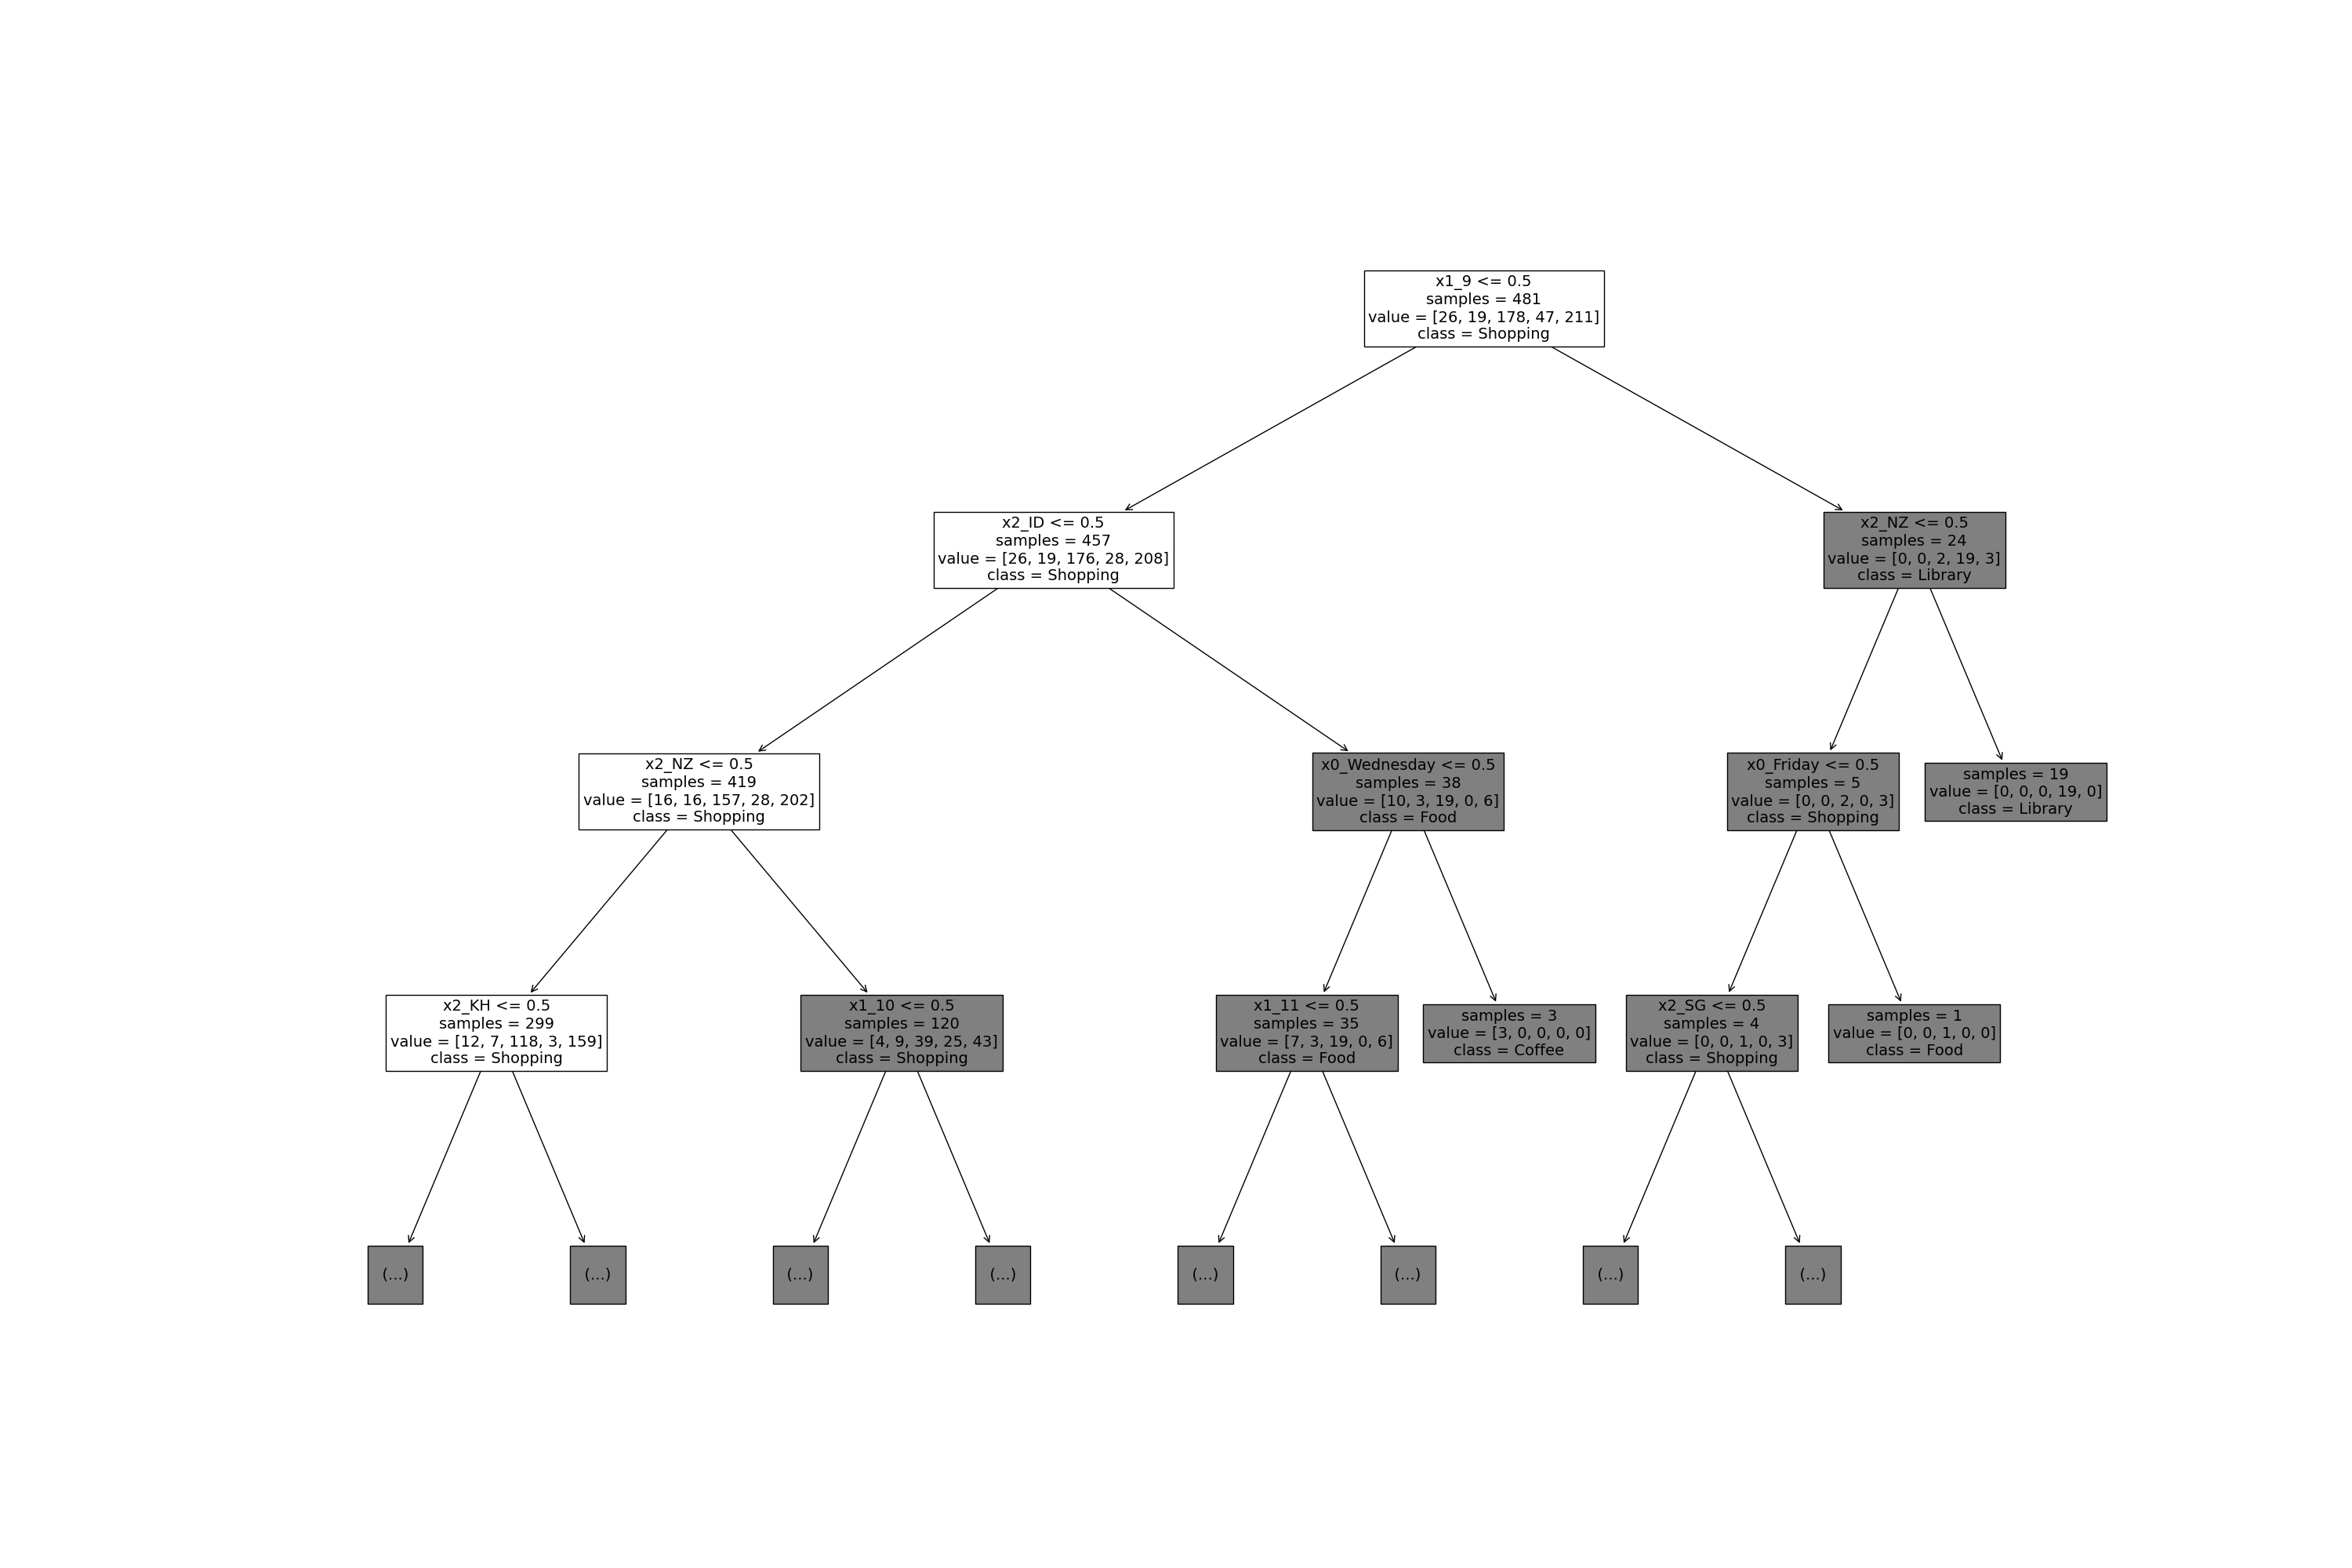 x1_9 <= 0.5
samples = 481
value = [26, 19, 178, 47, 211]
class = Shopping
x2_ID <= 0.5
samples = 457
value = [26, 19, 176, 28, 208]
class = Shopping
x2_NZ <= 0.5
samples = 24
value = [0, 0, 2, 19, 3]
class = Library
x2_NZ <= 0.5
samples = 419
value = [16, 16, 157, 28, 202]
class = Shopping
x0_Wednesday <= 0.5
samples = 38
value = [10, 3, 19, 0, 6]
class = Food
x0_Friday <= 0.5
samples = 5
value = [0, 0, 2, 0, 3]
class = Shopping
samples = 19
value = [0, 0, 0, 19, 0]
class = Library
x2_KH <= 0.5
samples = 299
value = [12, 7, 118, 3, 159]
class = Shopping
x1_10 <= 0.5
samples = 120
value = [4, 9, 39, 25, 43]
class = Shopping
x1_11 <= 0.5
samples = 35
value = [7, 3, 19, 0, 6]
class = Food
samples = 3
value = [3, 0, 0, 0, 0]
class = Coffee
x2_SG <= 0.5
samples = 4
value = [0, 0, 1, 0, 3]
class = Shopping
samples = 1
value = [0, 0, 1, 0, 0]
class = Food
(...)
(...)
(...)
(...)
(...)
(...)
(...)
(...)